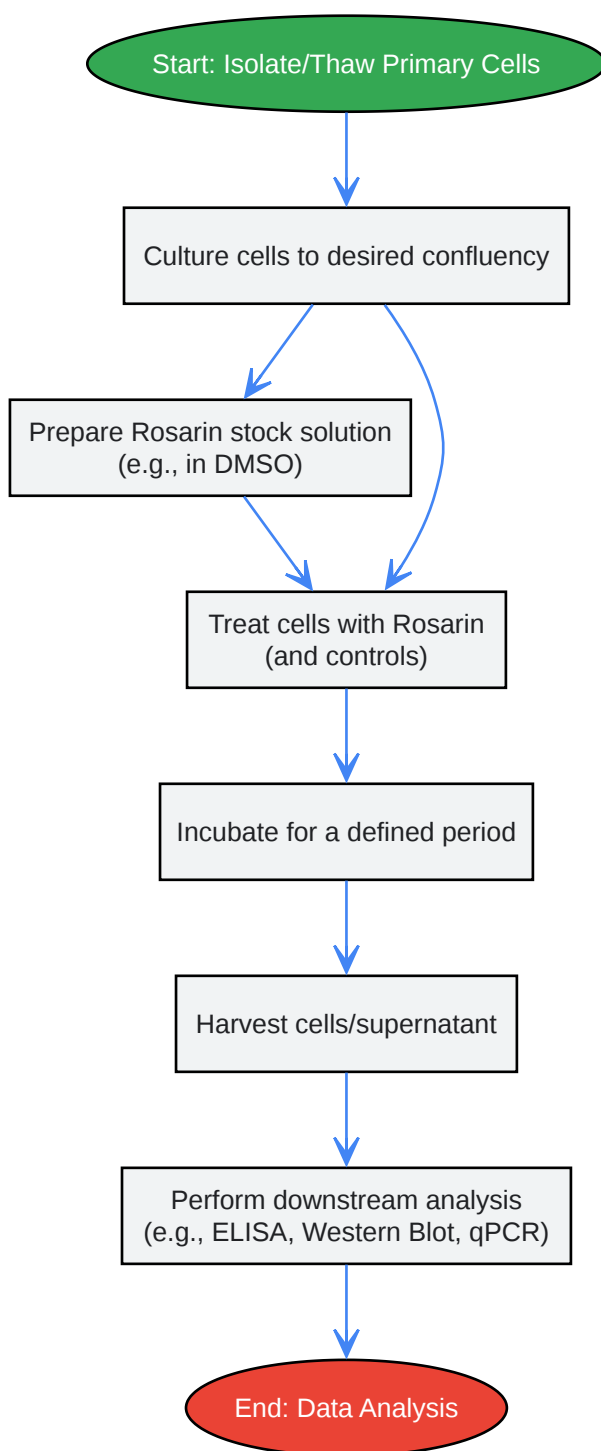 Start: Isolate/Thaw Primary Cells
Culture cells to desired confluency
Prepare Rosarin stock solution
(e.g., in DMSO)
Treat cells with Rosarin
(and controls)
Incubate for a defined period
Harvest cells/supernatant
Perform downstream analysis
(e.g., ELISA, Western Blot, qPCR)
End: Data Analysis